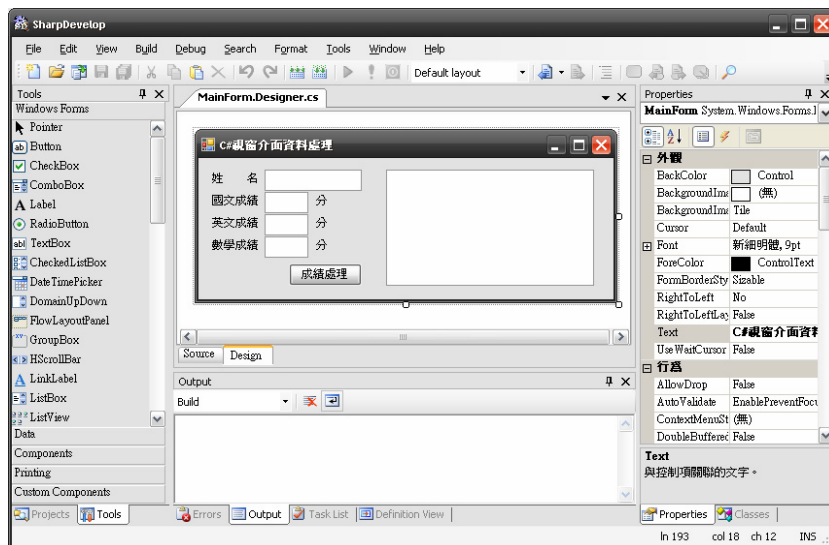 SharpDevelop
File Edit View Build Debug Search Format Tools Window Help
Default layout
Tools
Windows Forms
Pointer
Button
CheckBox
ComboBox
Label
RadioButton
TextBox
CheckedListBox
DateTimePicker
DomainUpDown
FlowLayoutPanel
GroupBox
HScrollBar
LinkLabel
ListBox
ListView
Data
Components
Printing
Custom Components
Projects Tools
MainForm.Designer.cs
C#視窗介面資料處理
姓 名
國文成績 分
英文成績 分
數學成績 分
成績處理
Source Design
Output
Build
Errors Output Task List Definition View
Properties
MainForm System.Windows.Forms.
外觀
BackColor Control
BackgroundIma (無)
BackgroundIma Tile
Cursor Default
Font 新細明體, 9pt
ForeColor ControlText
FormBorderSty Sizable
RightToLeft No
RightToLeftLay False
Text C#視窗介面資料
UseWaitCursor False
行為
AllowDrop False
AutoValidate EnablePreventFocu
ContextMenuSt (無)
DoubleBuffered False
Text
與控制項關聯的文字。
Properties Classes
ln 193 col 18 ch 12 INS